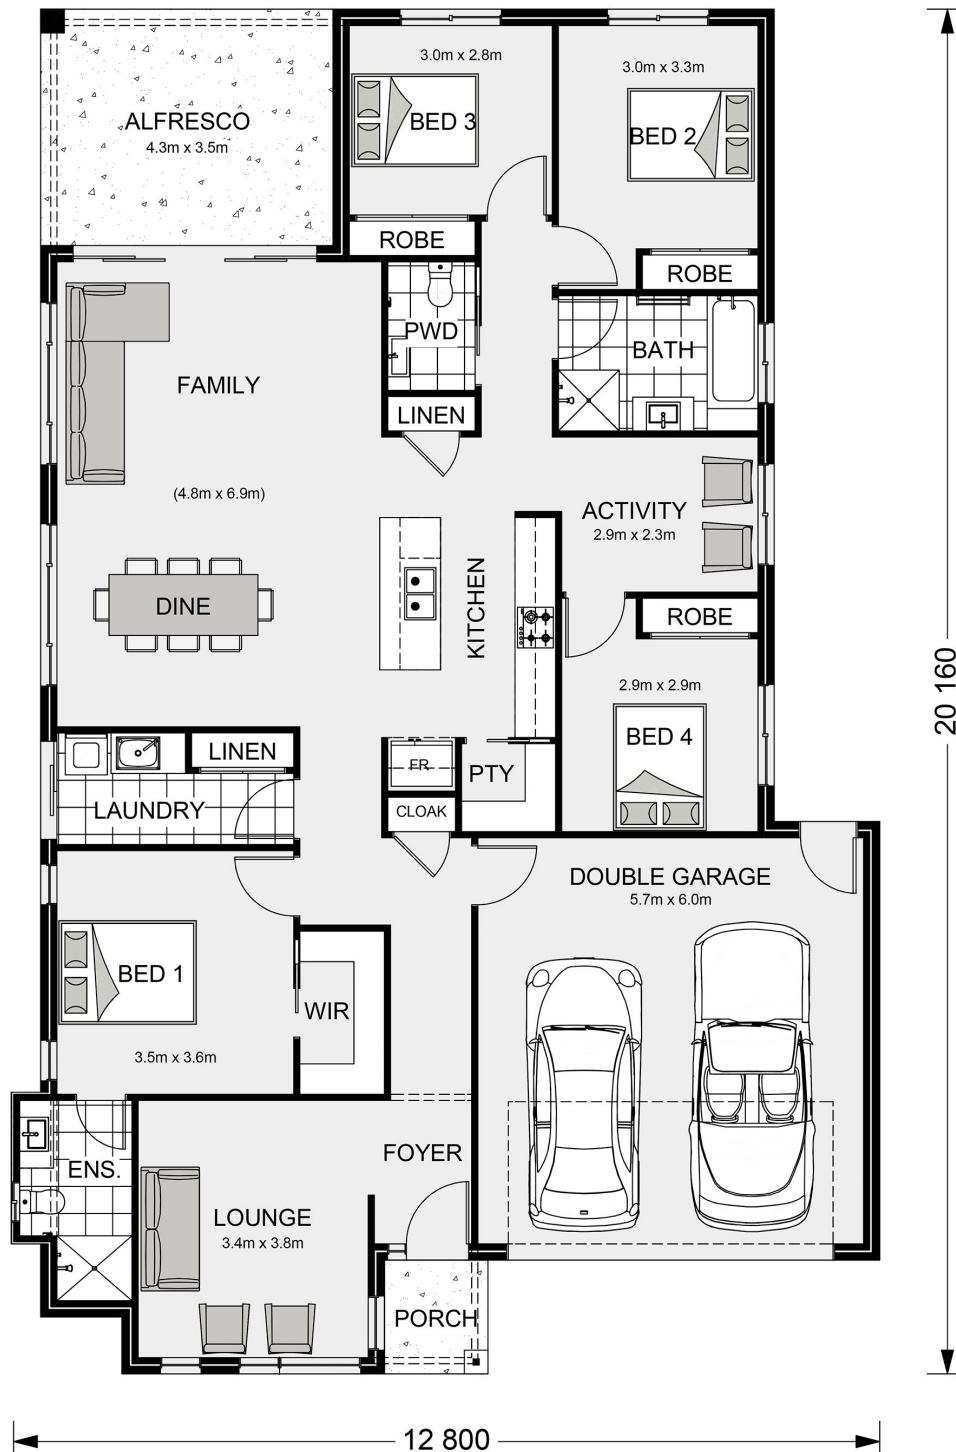 3.0m x 2.8m
BED 3
3.0m x 3.3m
BED 2
ALFRESCO
4.3m x 3.5m
ROBE
ROBE
PWD
BATH
FAMILY
LINEN
(4.8m x 6.9m)
ACTIVITY
2.9m x 2.3m
KITCHEN
DINE
ROBE
20 160
2.9m x 2.9m
BED 4
LINEN
FR
PTY
LAUNDRY
CLOAK
DOUBLE GARAGE
5.7m x 6.0m
BED 1
WIR
3.5m x 3.6m
FOYER
ENS.
LOUNGE
3.4m x 3.8m
PORCH
12 800